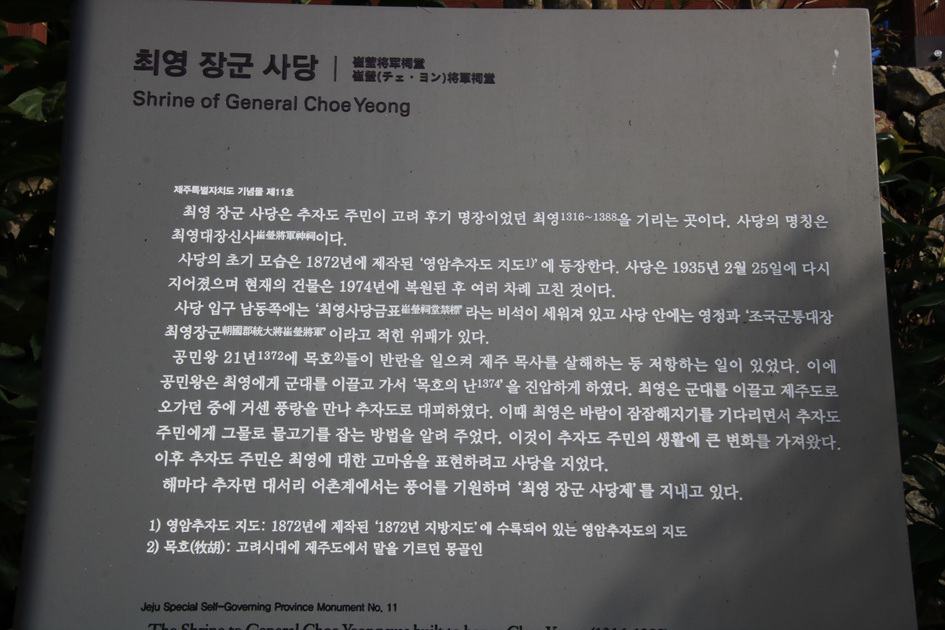 최영 장군 사당 | 崔瑩将军祠堂
崔瑩(チェ・ヨン)将軍祠堂
Shrine of General Choe Yeong
제주특별자치도 기념물 제11호
최영 장군 사당은 추자도 주민이 고려 후기 명장이었던 최영1316~1388을 기리는 곳이다. 사당의 명칭은
최영대장신사崔瑩將軍神祠이다.
사당의 초기 모습은 1872년에 제작된 ‘영암추자도 지도1)’에 등장한다. 사당은 1935년 2월 25일에 다시
지어졌으며 현재의 건물은 1974년에 복원된 후 여러 차례 고친 것이다.
사당 입구 남동쪽에는 ‘최영사당금표崔瑩祠堂禁標’라는 비석이 세워져 있고 사당 안에는 영정과 ‘조국군통대장
최영장군朝國郡統大將崔瑩將軍’이라고 적힌 위패가 있다.
공민왕 21년1372에 목호2)들이 반란을 일으켜 제주 목사를 살해하는 등 저항하는 일이 있었다. 이에
공민왕은 최영에게 군대를 이끌고 가서 ‘목호의 난1374’을 진압하게 하였다. 최영은 군대를 이끌고 제주도로
오가던 중에 거센 풍랑을 만나 추자도로 대피하였다. 이때 최영은 바람이 잠잠해지기를 기다리면서 추자도
주민에게 그물로 물고기를 잡는 방법을 알려 주었다. 이것이 추자도 주민의 생활에 큰 변화를 가져왔다.
이후 추자도 주민은 최영에 대한 고마움을 표현하려고 사당을 지었다.
해마다 추자면 대서리 어촌계에서는 풍어를 기원하며 ‘최영 장군 사당제’를 지내고 있다.
1) 영암추자도 지도: 1872년에 제작된 ‘1872년 지방지도’에 수록되어 있는 영암추자도의 지도
2) 목호(牧胡): 고려시대에 제주도에서 말을 기르던 몽골인
Jeju Special Self-Governing Province Monument No. 11
The Shrine to General Choe Yeong was built to honor Choe Yeong